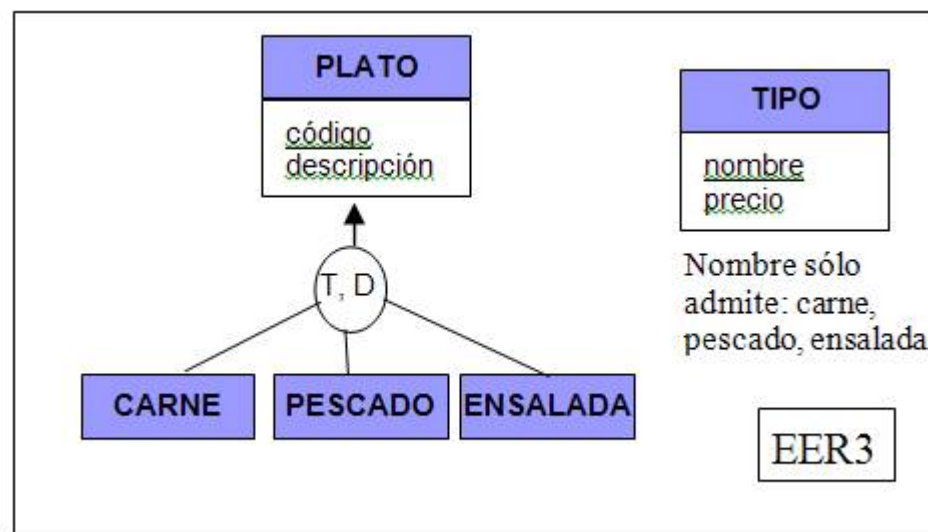 PLATO
código
descripción
T, D
CARNE
PESCADO
ENSALADA
TIPO
nombre
precio
Nombre sólo
admite: carne,
pescado, ensalada
EER3